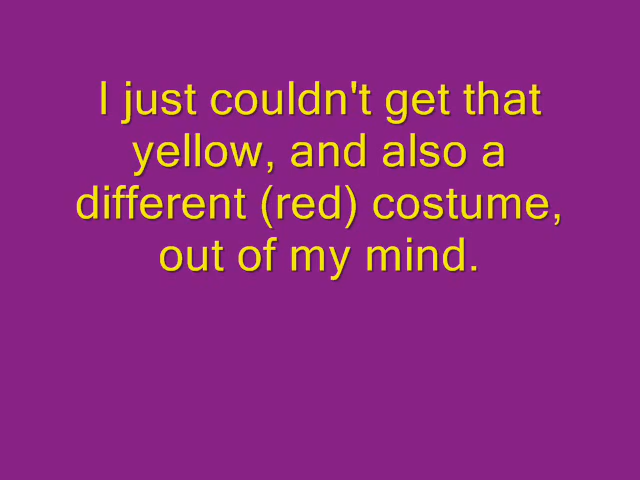 I just couldn't get that
yellow, and also a
different (red) costume,
out of my mind.